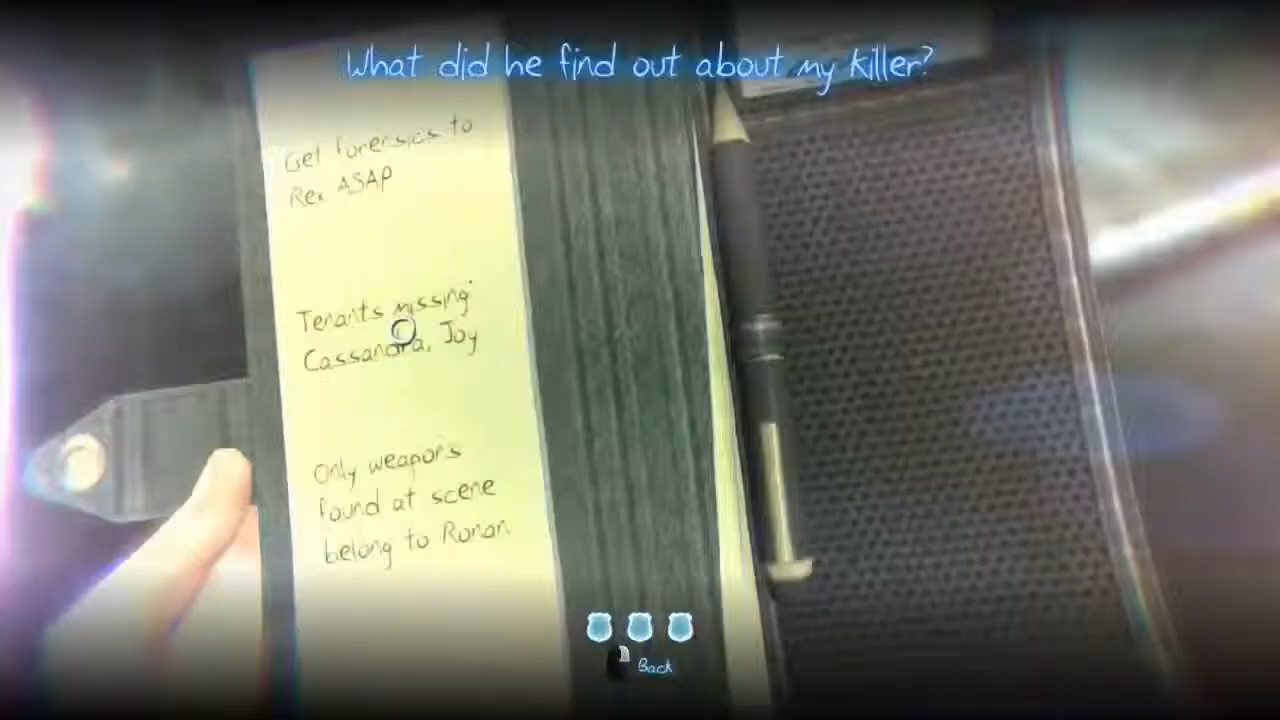 What did he find out about my killer?
Get forensics to
Rex ASAP
Tenants missing:
Cassandra, Joy
Only weapons
found at scene
belong to Ronan
Back